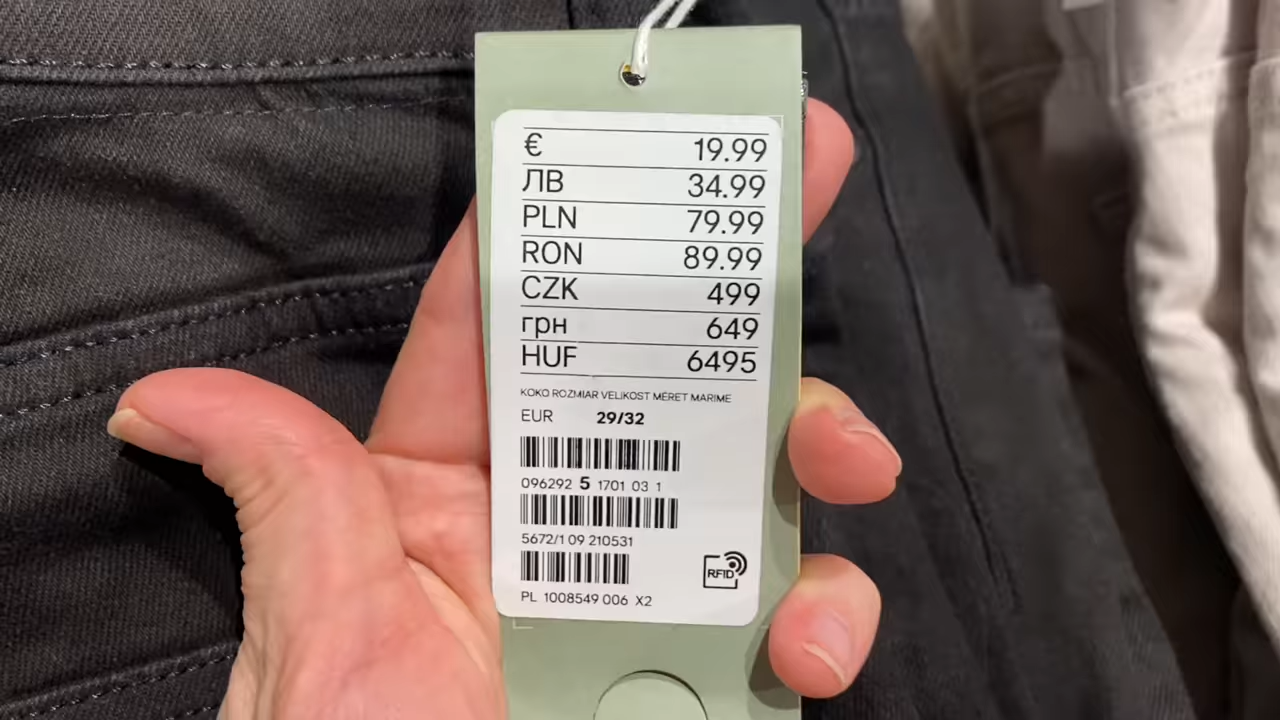 € 19.99
ЛВ 34.99
PLN 79.99
RON 89.99
CZK 499
грн 649
HUF 6495
KOKO ROZMIAR VELIKOST MÉRET MARIME
EUR 29/32
096292 5 1701 03 1
5672/1 09 210531
RFID
PL 1008549 006 X2